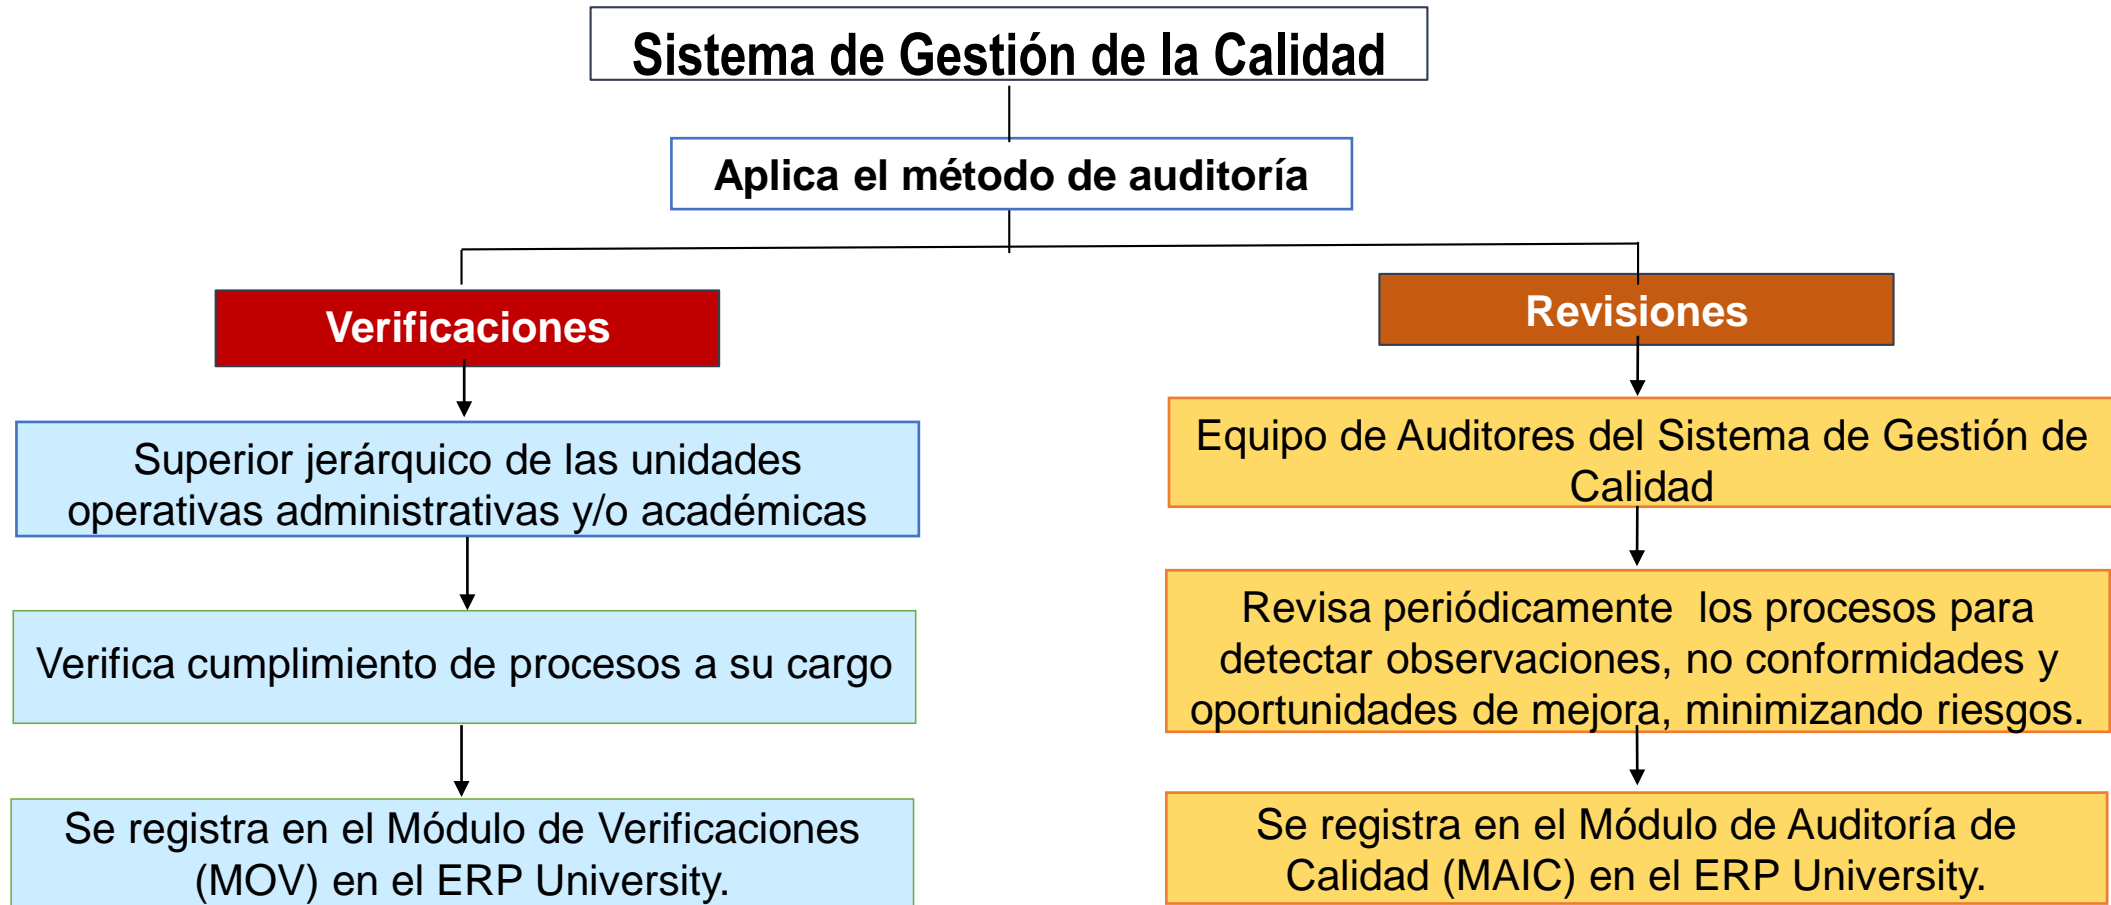 Sistema de Gestión de la Calidad
Aplica el método de auditoría
Verificaciones
Superior jerárquico de las unidades
operativas administrativas y/o académicas
Verifica cumplimiento de procesos a su cargo
Se registra en el Módulo de Verificaciones
(MOV) en el ERP University.
Revisiones
Equipo de Auditores del Sistema de Gestión de
Calidad
Revisa periódicamente los procesos para
detectar observaciones, no conformidades y
oportunidades de mejora, minimizando riesgos.
Se registra en el Módulo de Auditoría de
Calidad (MAIC) en el ERP University.